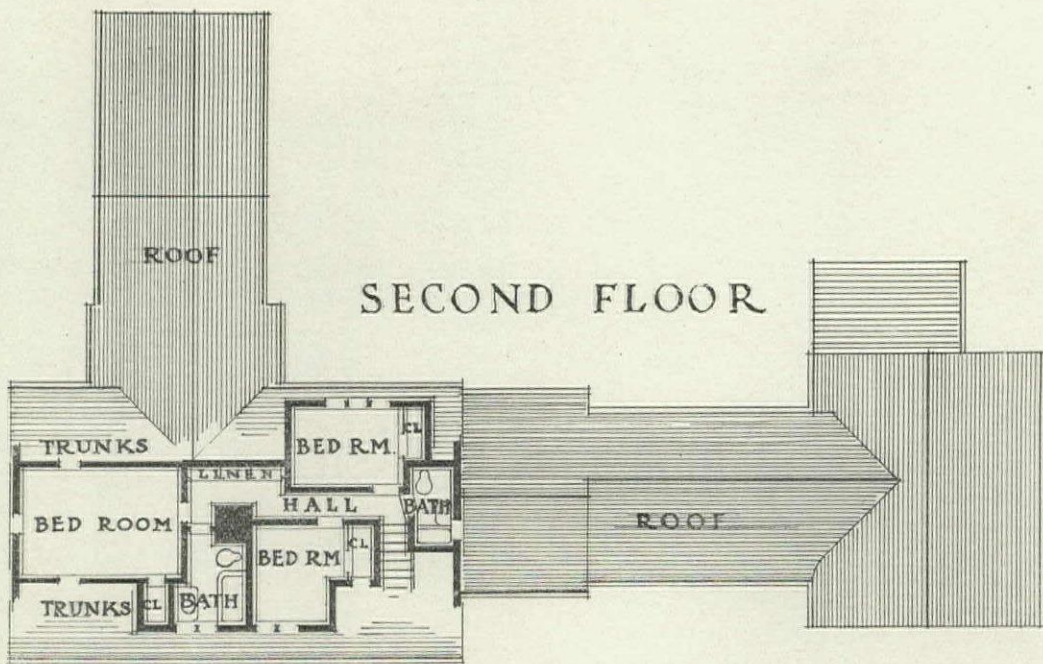 ROOF
SECOND FLOOR
TRUNKS
BED RM.
CL
LINEN
BED ROOM
HALL
BATH
ROOF
BED RM
CL
TRUNKS
CL
BATH